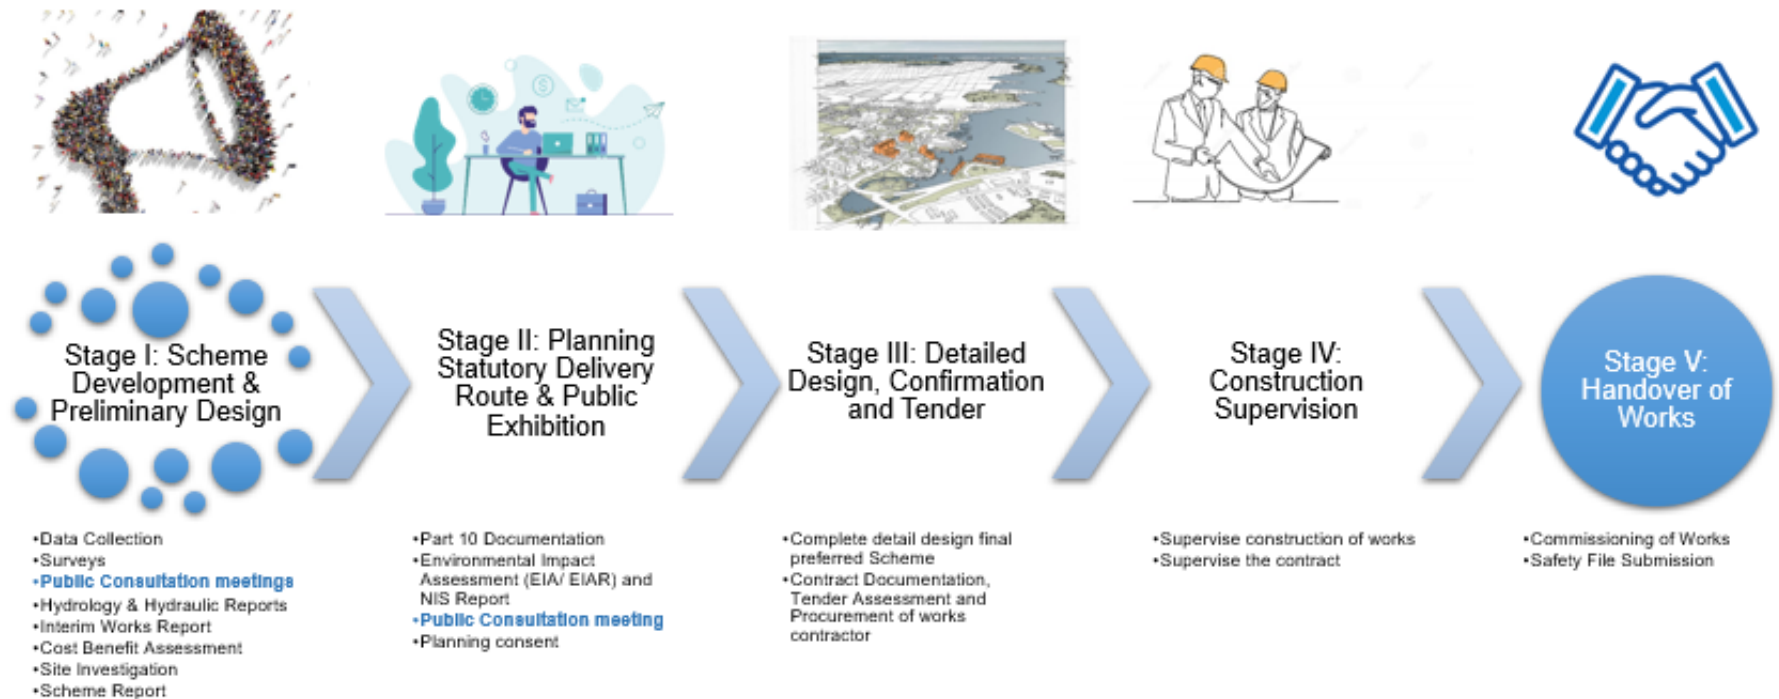 Stage I: Scheme
Development &
Preliminary Design
Stage II: Planning
Statutory Delivery
Route & Public
Exhibition
Stage III: Detailed
Design, Confirmation
and Tender
Stage IV:
Construction
Supervision
Stage V:
Handover of
Works
•Data Collection
•Surveys
•Public Consultation meetings
•Hydrology & Hydraulic Reports
•Interim Works Report
•Cost Benefit Assessment
•Site Investigation
•Scheme Report
•Part 10 Documentation
•Environmental Impact
Assessment (EIA/ EIAR) and
NIS Report
•Public Consultation meeting
•Planning consent
•Complete detail design final
preferred Scheme
•Contract Documentation,
Tender Assessment and
Procurement of works
contractor
•Supervise construction of works
•Supervise the contract
•Commissioning of Works
•Safety File Submission